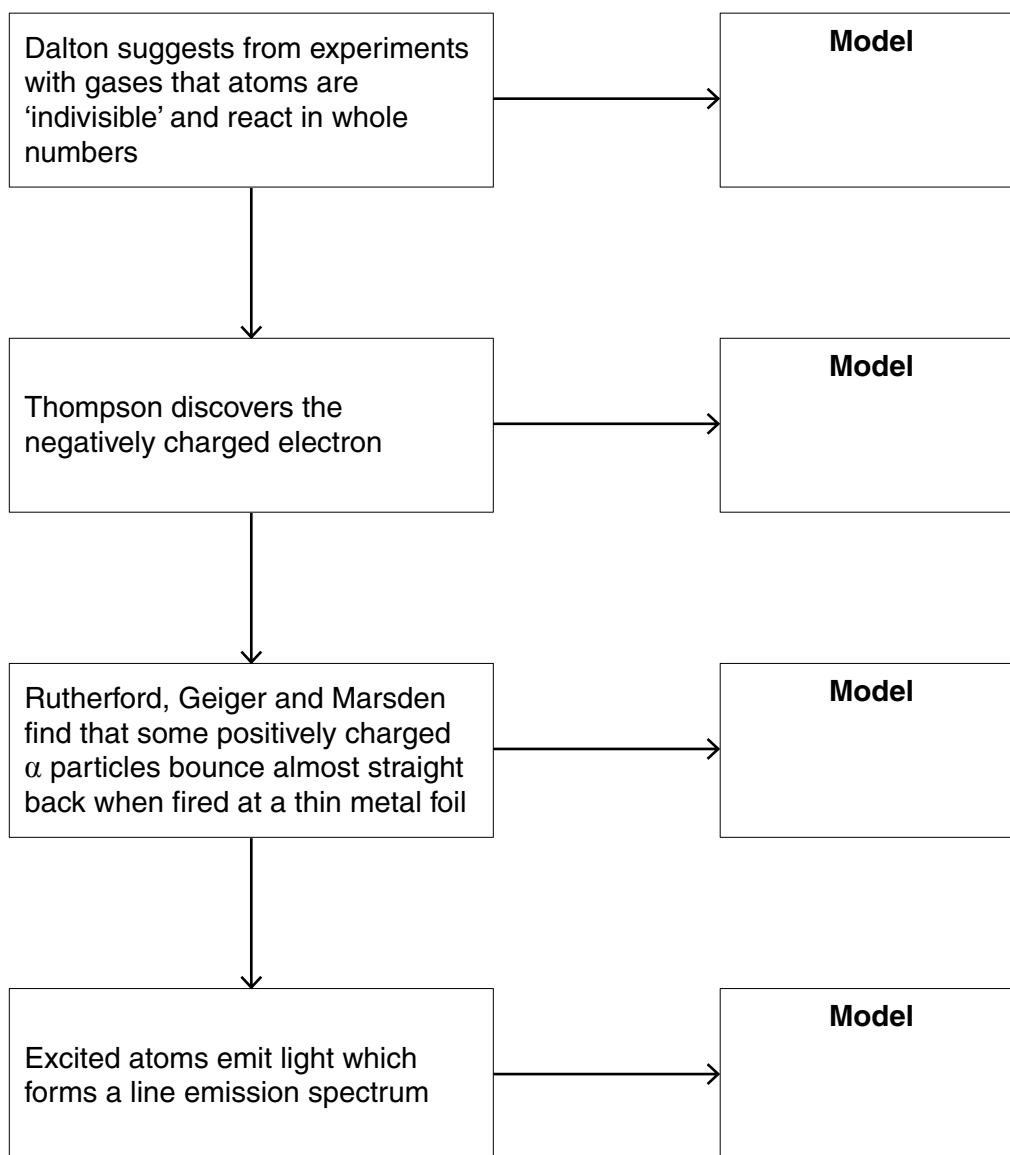 Dalton suggests from experiments
with gases that atoms are
‘indivisible’ and react in whole
numbers
Model
Thompson discovers the
negatively charged electron
Model
Rutherford, Geiger and Marsden
find that some positively charged
α particles bounce almost straight
back when fired at a thin metal foil
Model
Excited atoms emit light which
forms a line emission spectrum
Model